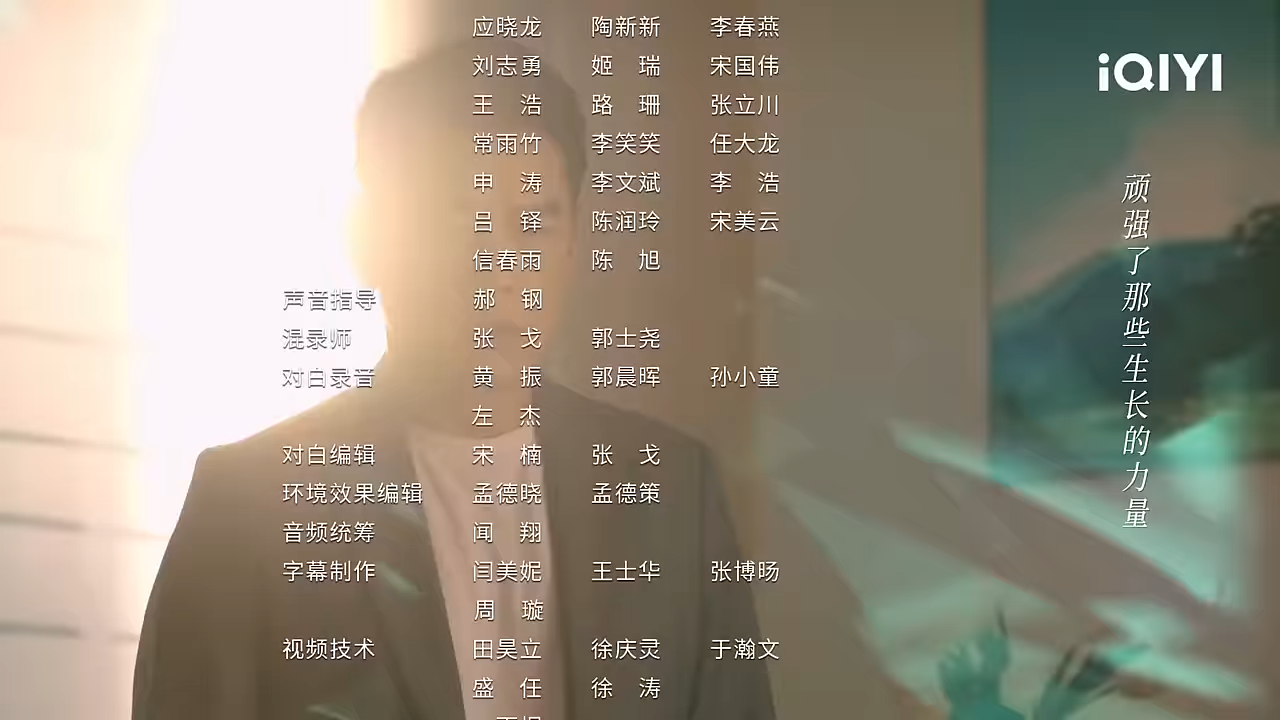 应晓龙 陶新新 李春燕
刘志勇 姬 瑞 宋国伟
王 浩 路 珊 张立川
常雨竹 李笑笑 任大龙
申 涛 李文斌 李 浩
吕 铎 陈润玲 宋美云
信春雨 陈 旭
声音指导 郝 钢
混录师 张 戈 郭士尧
对白录音 黄 振 郭晨晖 孙小童
左 杰
对白编辑 宋 楠 张 戈
环境效果编辑 孟德晓 孟德策
音频统筹 闻 翔
字幕制作 闫美妮 王士华 张博旸
周 璇
视频技术 田昊立 徐庆灵 于瀚文
盛 任 徐 涛
iQIYI
顽强了那些生长的力量